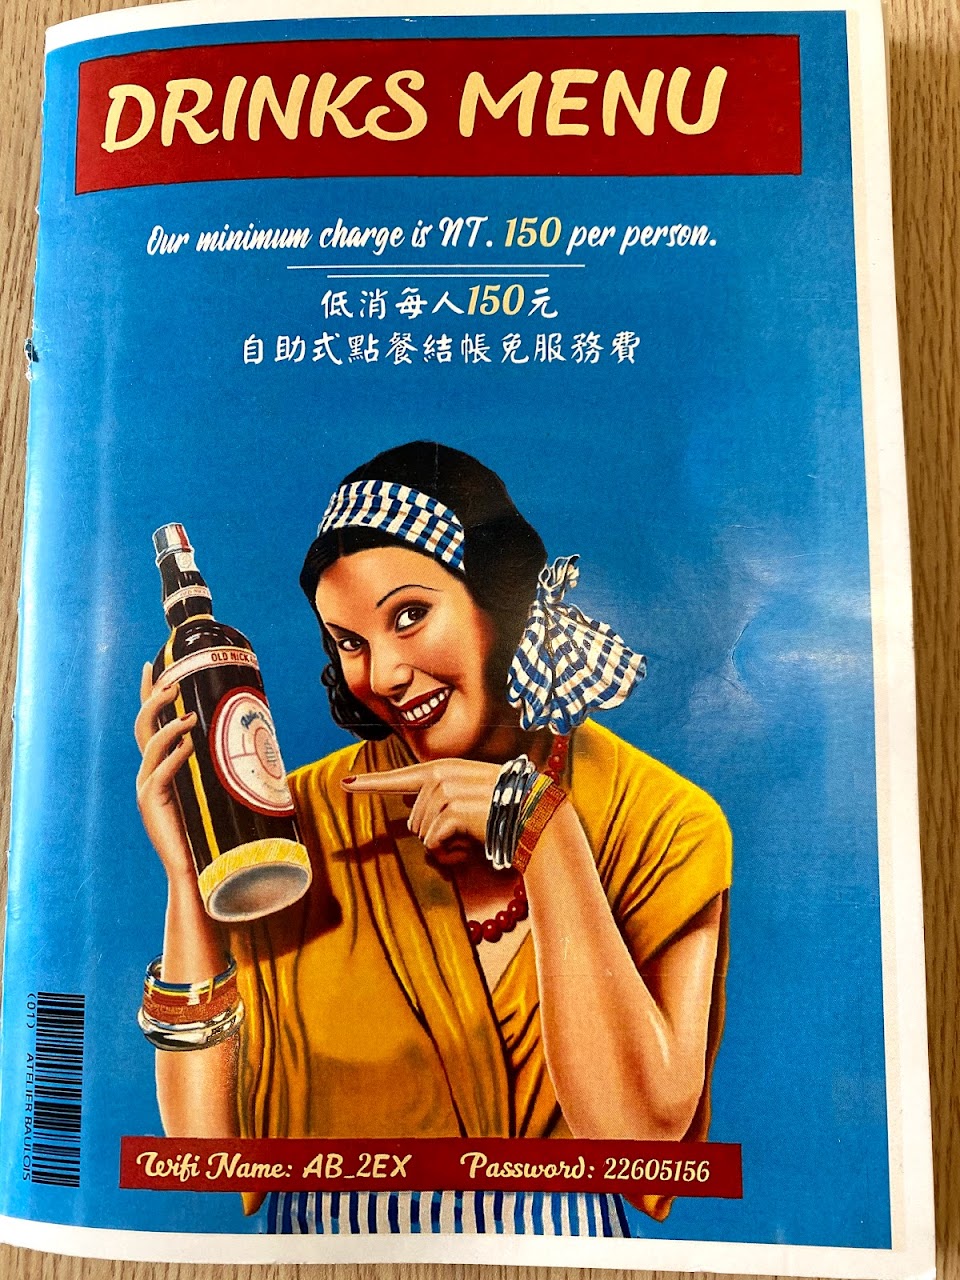 DRINKS MENU
Our minimum charge is NT. 150 per person.
低消每人150元
自助式點餐結帳免服務費
OLD NICK
(01) ATELIER BAUHOIS
Wifi Name: AB_2EX Password: 22605156